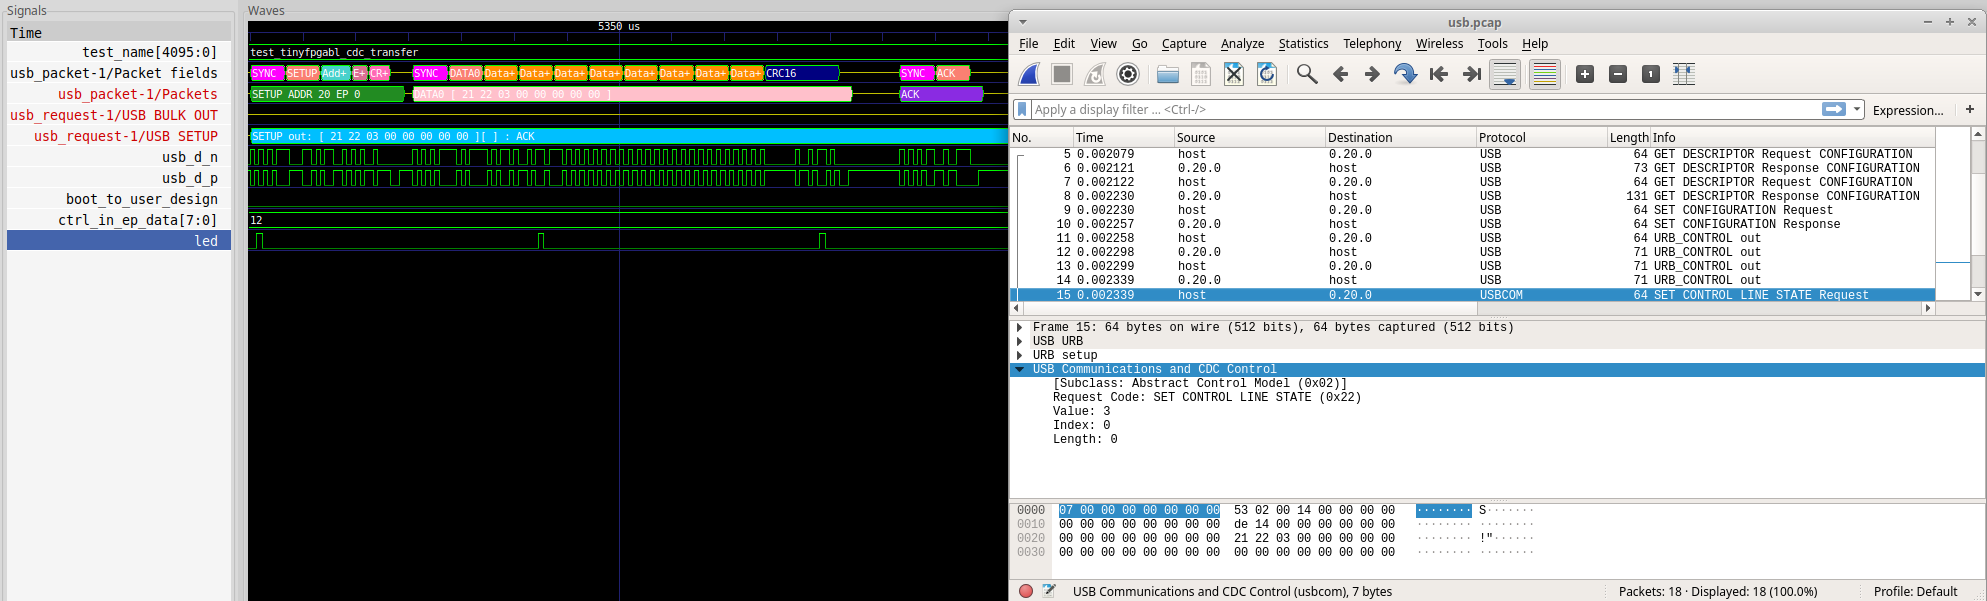 Signals
Time
test_name[4095:0]
usb_packet-1/Packet fields
usb_packet-1/Packets
usb_request-1/USB BULK OUT
usb_request-1/USB SETUP
usb_d_n
usb_d_p
boot_to_user_design
ctrl_in_ep_data[7:0]
led
Waves
5350 us
test_tinyfpgabl_cdc_transfer
SYNC SETUP Add+ E+ CR+ SYNC DATA0 Data+ Data+ Data+ Data+ Data+ Data+ Data+ Data+ CRC16 SYNC ACK
SETUP ADDR 20 EP 0 DATA0 [ 21 22 03 00 00 00 00 00 ] ACK
SETUP out: [ 21 22 03 00 00 00 00 00 ][ ] : ACK
12
usb.pcap
File Edit View Go Capture Analyze Statistics Telephony Wireless Tools Help
Apply a display filter ... <Ctrl-/> Expression... +
No. Time Source Destination Protocol Length Info
5 0.002079 host 0.20.0 USB 64 GET DESCRIPTOR Request CONFIGURATION
6 0.002121 0.20.0 host USB 73 GET DESCRIPTOR Response CONFIGURATION
7 0.002122 host 0.20.0 USB 64 GET DESCRIPTOR Request CONFIGURATION
8 0.002230 0.20.0 host USB 131 GET DESCRIPTOR Response CONFIGURATION
9 0.002230 host 0.20.0 USB 64 SET CONFIGURATION Request
10 0.002257 0.20.0 host USB 64 SET CONFIGURATION Response
11 0.002258 host 0.20.0 USB 64 URB_CONTROL out
12 0.002298 0.20.0 host USB 71 URB_CONTROL out
13 0.002299 host 0.20.0 USB 71 URB_CONTROL out
14 0.002339 0.20.0 host USB 71 URB_CONTROL out
15 0.002339 host 0.20.0 USBCOM 64 SET CONTROL LINE STATE Request
Frame 15: 64 bytes on wire (512 bits), 64 bytes captured (512 bits)
USB URB
URB setup
USB Communications and CDC Control
[Subclass: Abstract Control Model (0x02)]
Request Code: SET CONTROL LINE STATE (0x22)
Value: 3
Index: 0
Length: 0
0000 07 00 00 00 00 00 00 00 53 02 00 14 00 00 00 00 ········ S·······
0010 00 00 00 00 00 00 00 00 de 14 00 00 00 00 00 00 ········ ········
0020 00 00 00 00 00 00 00 00 21 22 03 00 00 00 00 00 ········ !"······
0030 00 00 00 00 00 00 00 00 00 00 00 00 00 00 00 00 ········ ········
USB Communications and CDC Control (usbcom), 7 bytes Packets: 18 · Displayed: 18 (100.0%) Profile: Default